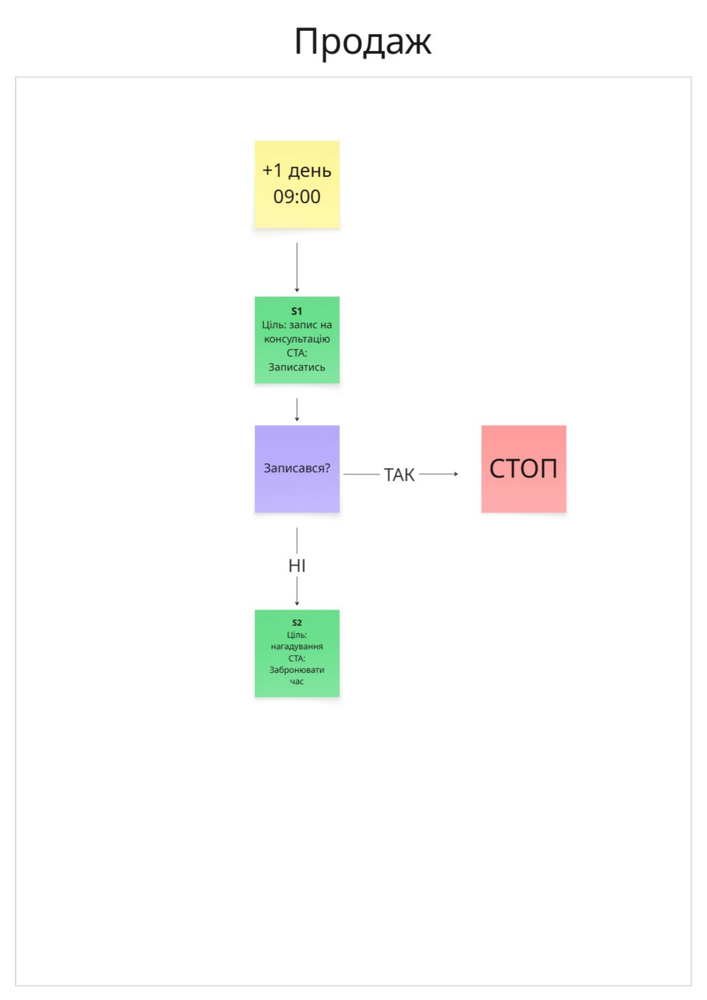 Продаж
+1 день
09:00
S1
Ціль: запис на
консультацію
CTA:
Записатись
Записався?
ТАК
СТОП
НІ
S2
Ціль:
нагадування
CTA:
Забронювати
час